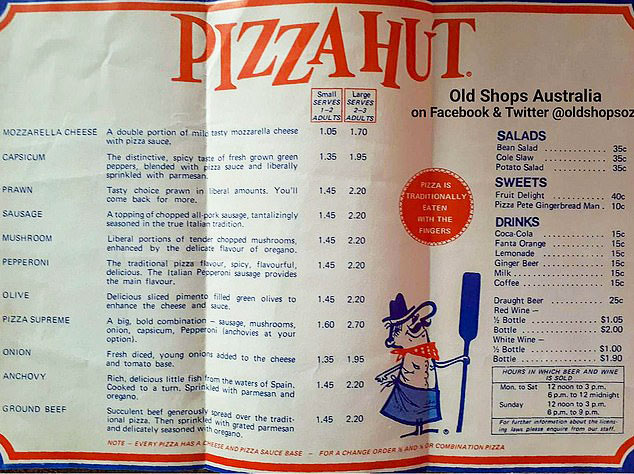 PIZZA HUT
Old Shops Australia
on Facebook & Twitter @oldshopsoz
Small SERVES 1-2 ADULTS
Large SERVES 2-3 ADULTS
MOZZARELLA CHEESE A double portion of mild tasty mozzarella cheese 1.05 1.70
with pizza sauce.
CAPSICUM The distinctive, spicy taste of fresh grown green 1.35 1.95
peppers, blended with pizza sauce and liberally
sprinkled with parmesan.
PRAWN Tasty choice prawn in liberal amounts. You'll 1.45 2.20
come back for more.
SAUSAGE A topping of chopped all-pork sausage, tantalizingly 1.45 2.20
seasoned in the true Italian tradition.
MUSHROOM Liberal portions of tender chopped mushrooms, 1.45 2.20
enhanced by the delicate flavour of oregano.
PEPPERONI The traditional pizza flavour, spicy, flavourful, 1.45 2.20
delicious. The Italian Pepperoni sausage provides
the main flavour.
OLIVE Delicious sliced pimento filled green olives to 1.45 2.20
enhance the cheese and sauce.
PIZZA SUPREME A big, bold combination – sausage, mushrooms, 1.60 2.70
onion, capsicum, Pepperoni (anchovies at your
option).
ONION Fresh diced, young onions added to the cheese 1.35 1.95
and tomato base.
ANCHOVY Rich, delicious little fish from the waters of Spain. 1.45 2.20
Cooked to a turn. Sprinkled with parmesan and
oregano.
GROUND BEEF Succulent beef generously spread over the tradit- 1.45 2.20
ional pizza. Then sprinkled with grated parmesan
and delicately seasoned with oregano.
NOTE – EVERY PIZZA HAS A CHEESE AND PIZZA SAUCE BASE – FOR A CHANGE ORDER ½ AND ½ OR COMBINATION PIZZA
PIZZA IS
TRADITIONALLY
EATEN
WITH THE
FINGERS
SALADS
Bean Salad 35c
Cole Slaw 35c
Potato Salad 35c
SWEETS
Fruit Delight 40c
Pizza Pete Gingerbread Man . 10c
DRINKS
Coca-Cola 15c
Fanta Orange 15c
Lemonade 15c
Ginger Beer 15c
Milk 15c
Coffee 15c
Draught Beer 25c
Red Wine –
½ Bottle $1.05
Bottle $2.00
White Wine –
½ Bottle $1.00
Bottle $1.90
HOURS IN WHICH BEER AND WINE
IS SOLD
Mon. to Sat 12 noon to 3 p.m,
6 p.m. to 12 midnight
Sunday 12 noon to 3 p.m,
6 p.m. to 9 p.m.
For further information about the licens-
ing laws please enquire from our staff.